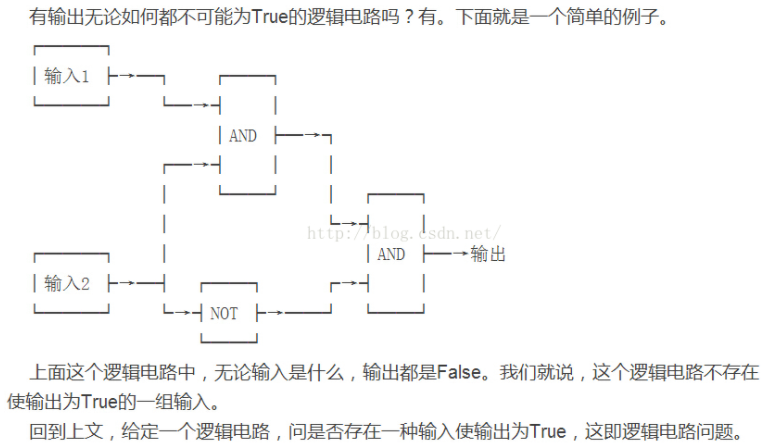 有输出无论如何都不可能为True的逻辑电路吗？有。下面就是一个简单的例子。
输入1
AND
http://blog.csdn.net/
AND
输出
输入2
NOT
上面这个逻辑电路中，无论输入是什么，输出都是False。我们就说，这个逻辑电路不存在
使输出为True的一组输入。
回到上文，给定一个逻辑电路，问是否存在一种输入使输出为True，这即逻辑电路问题。